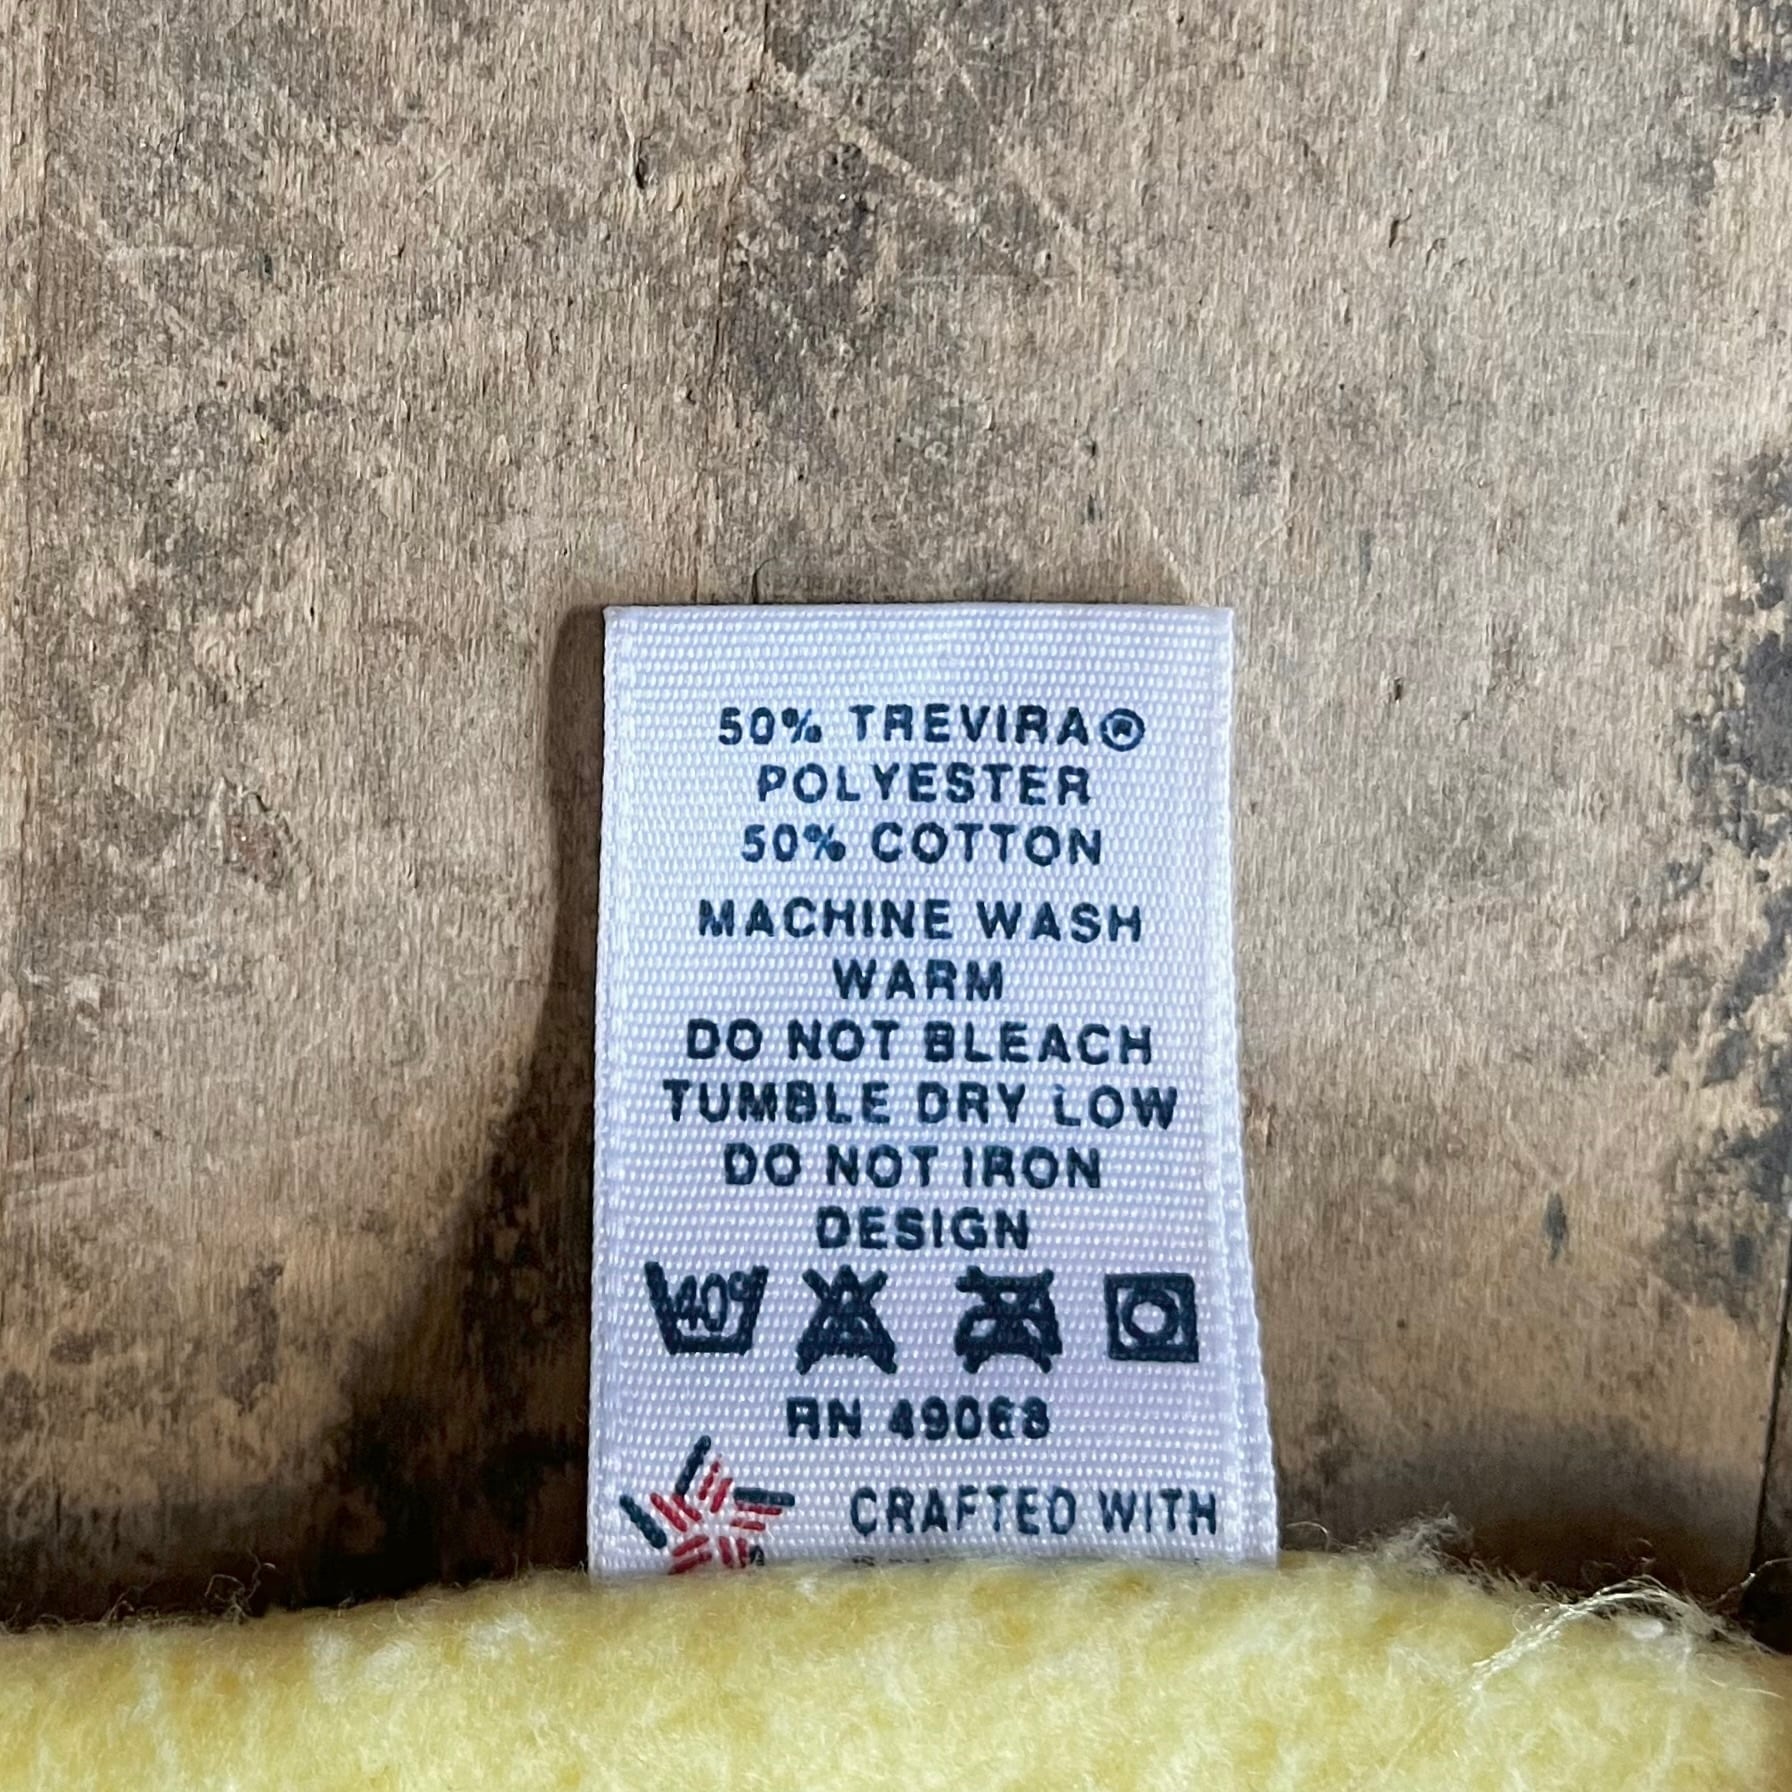 50% TREVIRA®
POLYESTER
50% COTTON
MACHINE WASH
WARM
DO NOT BLEACH
TUMBLE DRY LOW
DO NOT IRON
DESIGN
40°
RN 49068
CRAFTED WITH